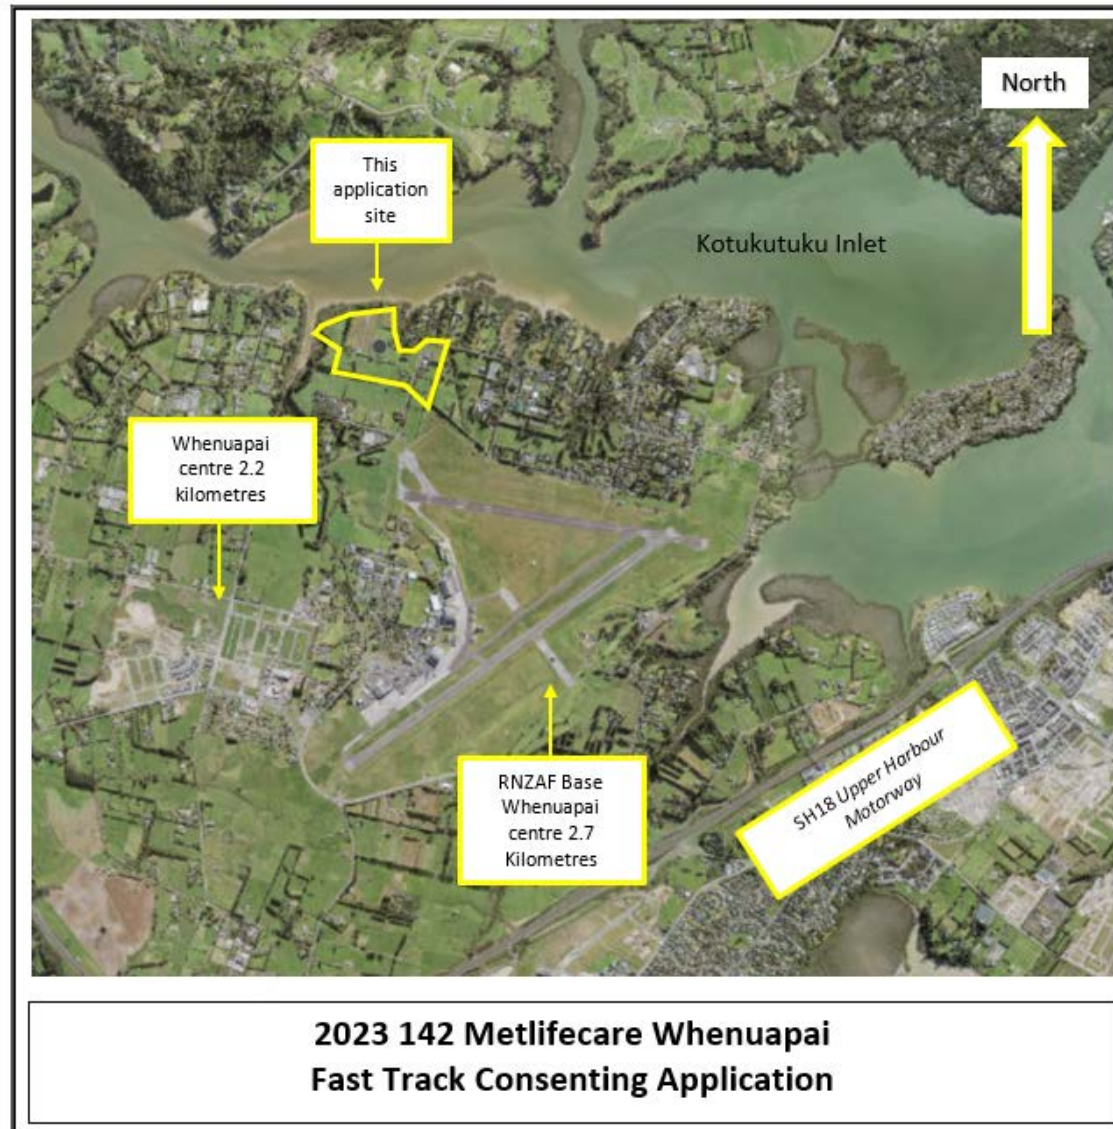 North
This
application
site
Kotukutuku Inlet
Whenuapai
centre 2.2
kilometres
RNZAF Base
Whenuapai
centre 2.7
Kilometres
SH18 Upper Harbour
Motorway
2023 142 Metlifecare Whenuapai
Fast Track Consenting Application